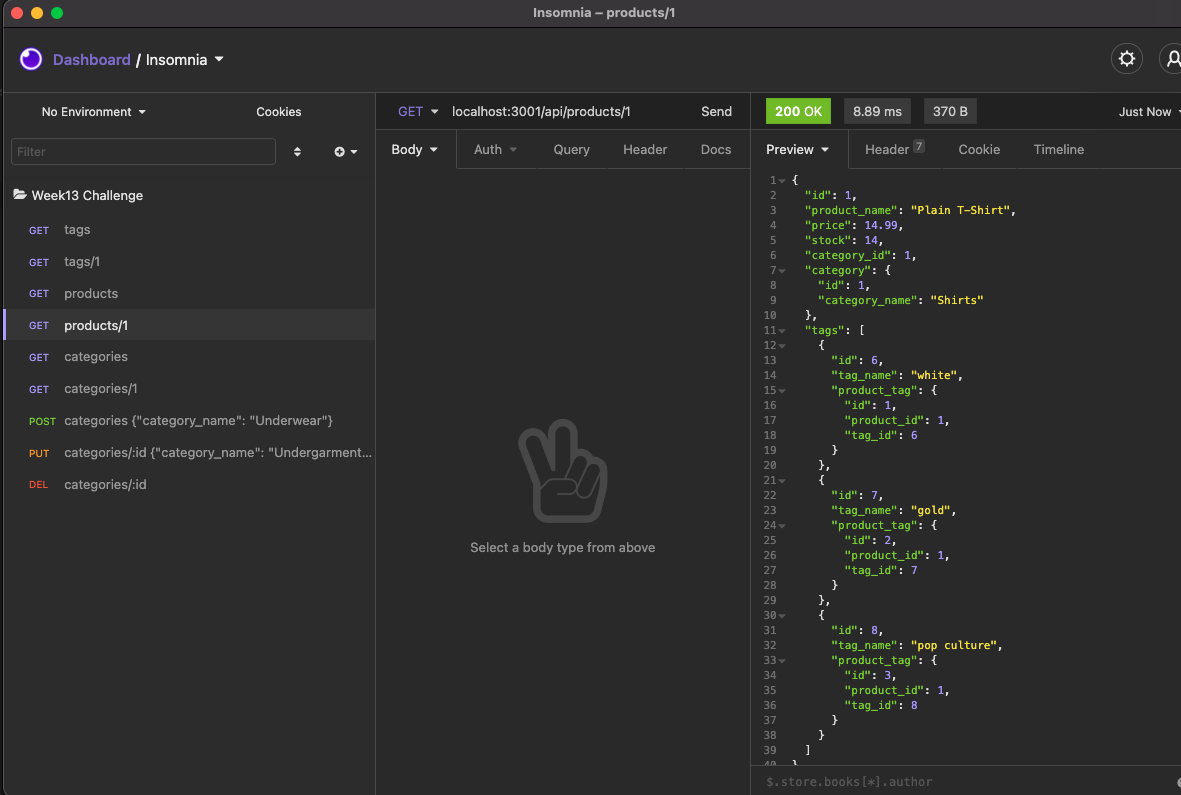 Insomnia – products/1
Dashboard / Insomnia
No Environment
Cookies
Filter
Week13 Challenge
GET tags
GET tags/1
GET products
GET products/1
GET categories
GET categories/1
POST categories {"category_name": "Underwear"}
PUT categories/:id {"category_name": "Undergarment...
DEL categories/:id
GET localhost:3001/api/products/1 Send
Body Auth Query Header Docs
Select a body type from above
200 OK 8.89 ms 370 B Just Now
Preview Header 7 Cookie Timeline
1 {
2 "id": 1,
3 "product_name": "Plain T-Shirt",
4 "price": 14.99,
5 "stock": 14,
6 "category_id": 1,
7 "category": {
8 "id": 1,
9 "category_name": "Shirts"
10 },
11 "tags": [
12 {
13 "id": 6,
14 "tag_name": "white",
15 "product_tag": {
16 "id": 1,
17 "product_id": 1,
18 "tag_id": 6
19 }
20 },
21 {
22 "id": 7,
23 "tag_name": "gold",
24 "product_tag": {
25 "id": 2,
26 "product_id": 1,
27 "tag_id": 7
28 }
29 },
30 {
31 "id": 8,
32 "tag_name": "pop culture",
33 "product_tag": {
34 "id": 3,
35 "product_id": 1,
36 "tag_id": 8
37 }
38 }
39 ]
40 }
$.store.books[*].author